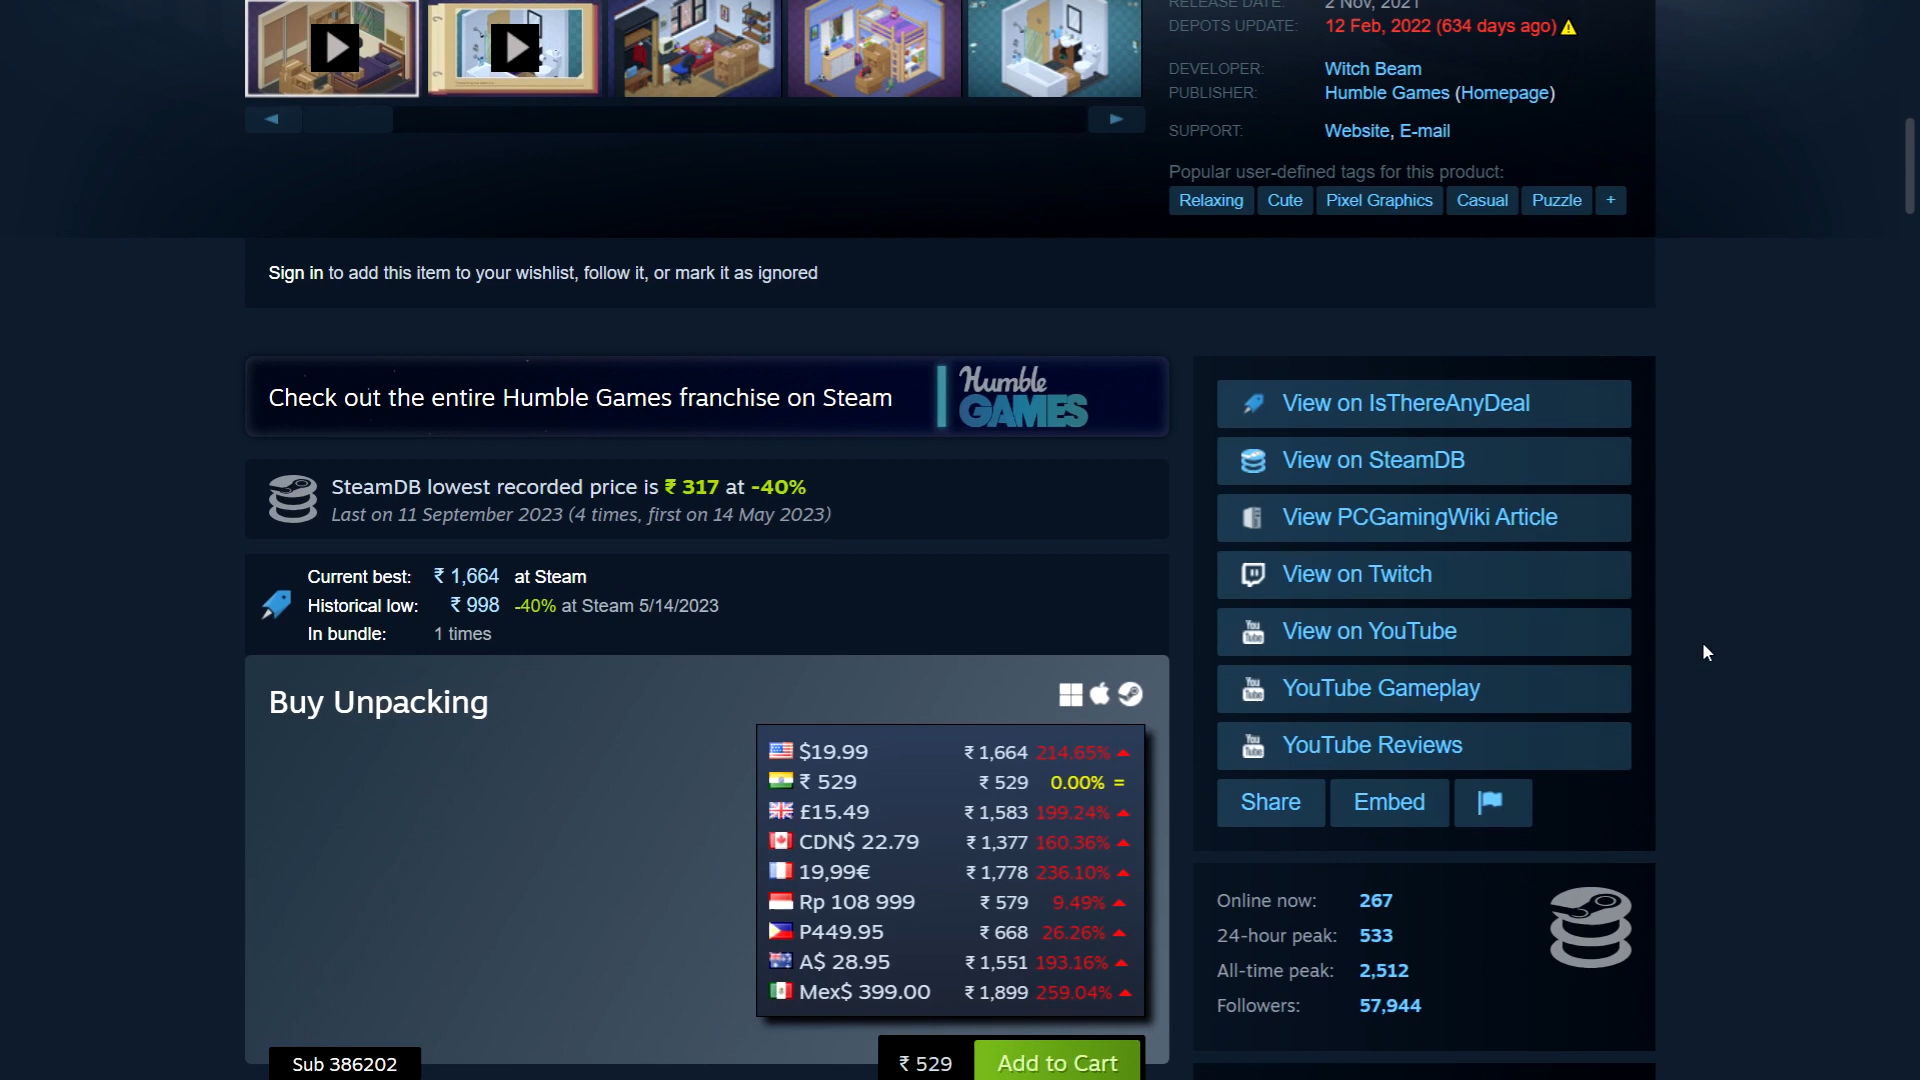 RELEASE DATE: 2 Nov, 2021
DEPOTS UPDATE: 12 Feb, 2022 (634 days ago)
DEVELOPER: Witch Beam
PUBLISHER: Humble Games (Homepage)
SUPPORT: Website, E-mail
Popular user-defined tags for this product:
Relaxing Cute Pixel Graphics Casual Puzzle +
Sign in to add this item to your wishlist, follow it, or mark it as ignored
Check out the entire Humble Games franchise on Steam
Humble
GAMES
SteamDB lowest recorded price is ₹ 317 at -40%
Last on 11 September 2023 (4 times, first on 14 May 2023)
Current best: ₹ 1,664 at Steam
Historical low: ₹ 998 -40% at Steam 5/14/2023
In bundle: 1 times
Buy Unpacking
$19.99 ₹ 1,664 214.65%
₹ 529 ₹ 529 0.00% =
£15.49 ₹ 1,583 199.24%
CDN$ 22.79 ₹ 1,377 160.36%
19,99€ ₹ 1,778 236.10%
Rp 108 999 ₹ 579 9.49%
P449.95 ₹ 668 26.26%
A$ 28.95 ₹ 1,551 193.16%
Mex$ 399.00 ₹ 1,899 259.04%
Sub 386202
₹ 529 Add to Cart
View on IsThereAnyDeal
View on SteamDB
View PCGamingWiki Article
View on Twitch
You
Tube
View on YouTube
You
Tube
YouTube Gameplay
You
Tube
YouTube Reviews
Share Embed
Online now: 267
24-hour peak: 533
All-time peak: 2,512
Followers: 57,944